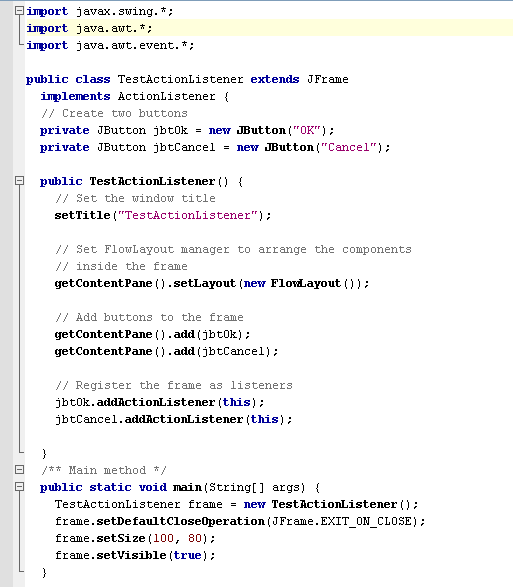 import javax.swing.*;
import java.awt.*;
import java.awt.event.*;

public class TestActionListener extends JFrame
  implements ActionListener {
  // Create two buttons
  private JButton jbtOk = new JButton("OK");
  private JButton jbtCancel = new JButton("Cancel");

  public TestActionListener() {
    // Set the window title
    setTitle("TestActionListener");

    // Set FlowLayout manager to arrange the components
    // inside the frame
    getContentPane().setLayout(new FlowLayout());

    // Add buttons to the frame
    getContentPane().add(jbtOk);
    getContentPane().add(jbtCancel);

    // Register the frame as listeners
    jbtOk.addActionListener(this);
    jbtCancel.addActionListener(this);

  }
  /** Main method */
  public static void main(String[] args) {
    TestActionListener frame = new TestActionListener();
    frame.setDefaultCloseOperation(JFrame.EXIT_ON_CLOSE);
    frame.setSize(100, 80);
    frame.setVisible(true);
  }